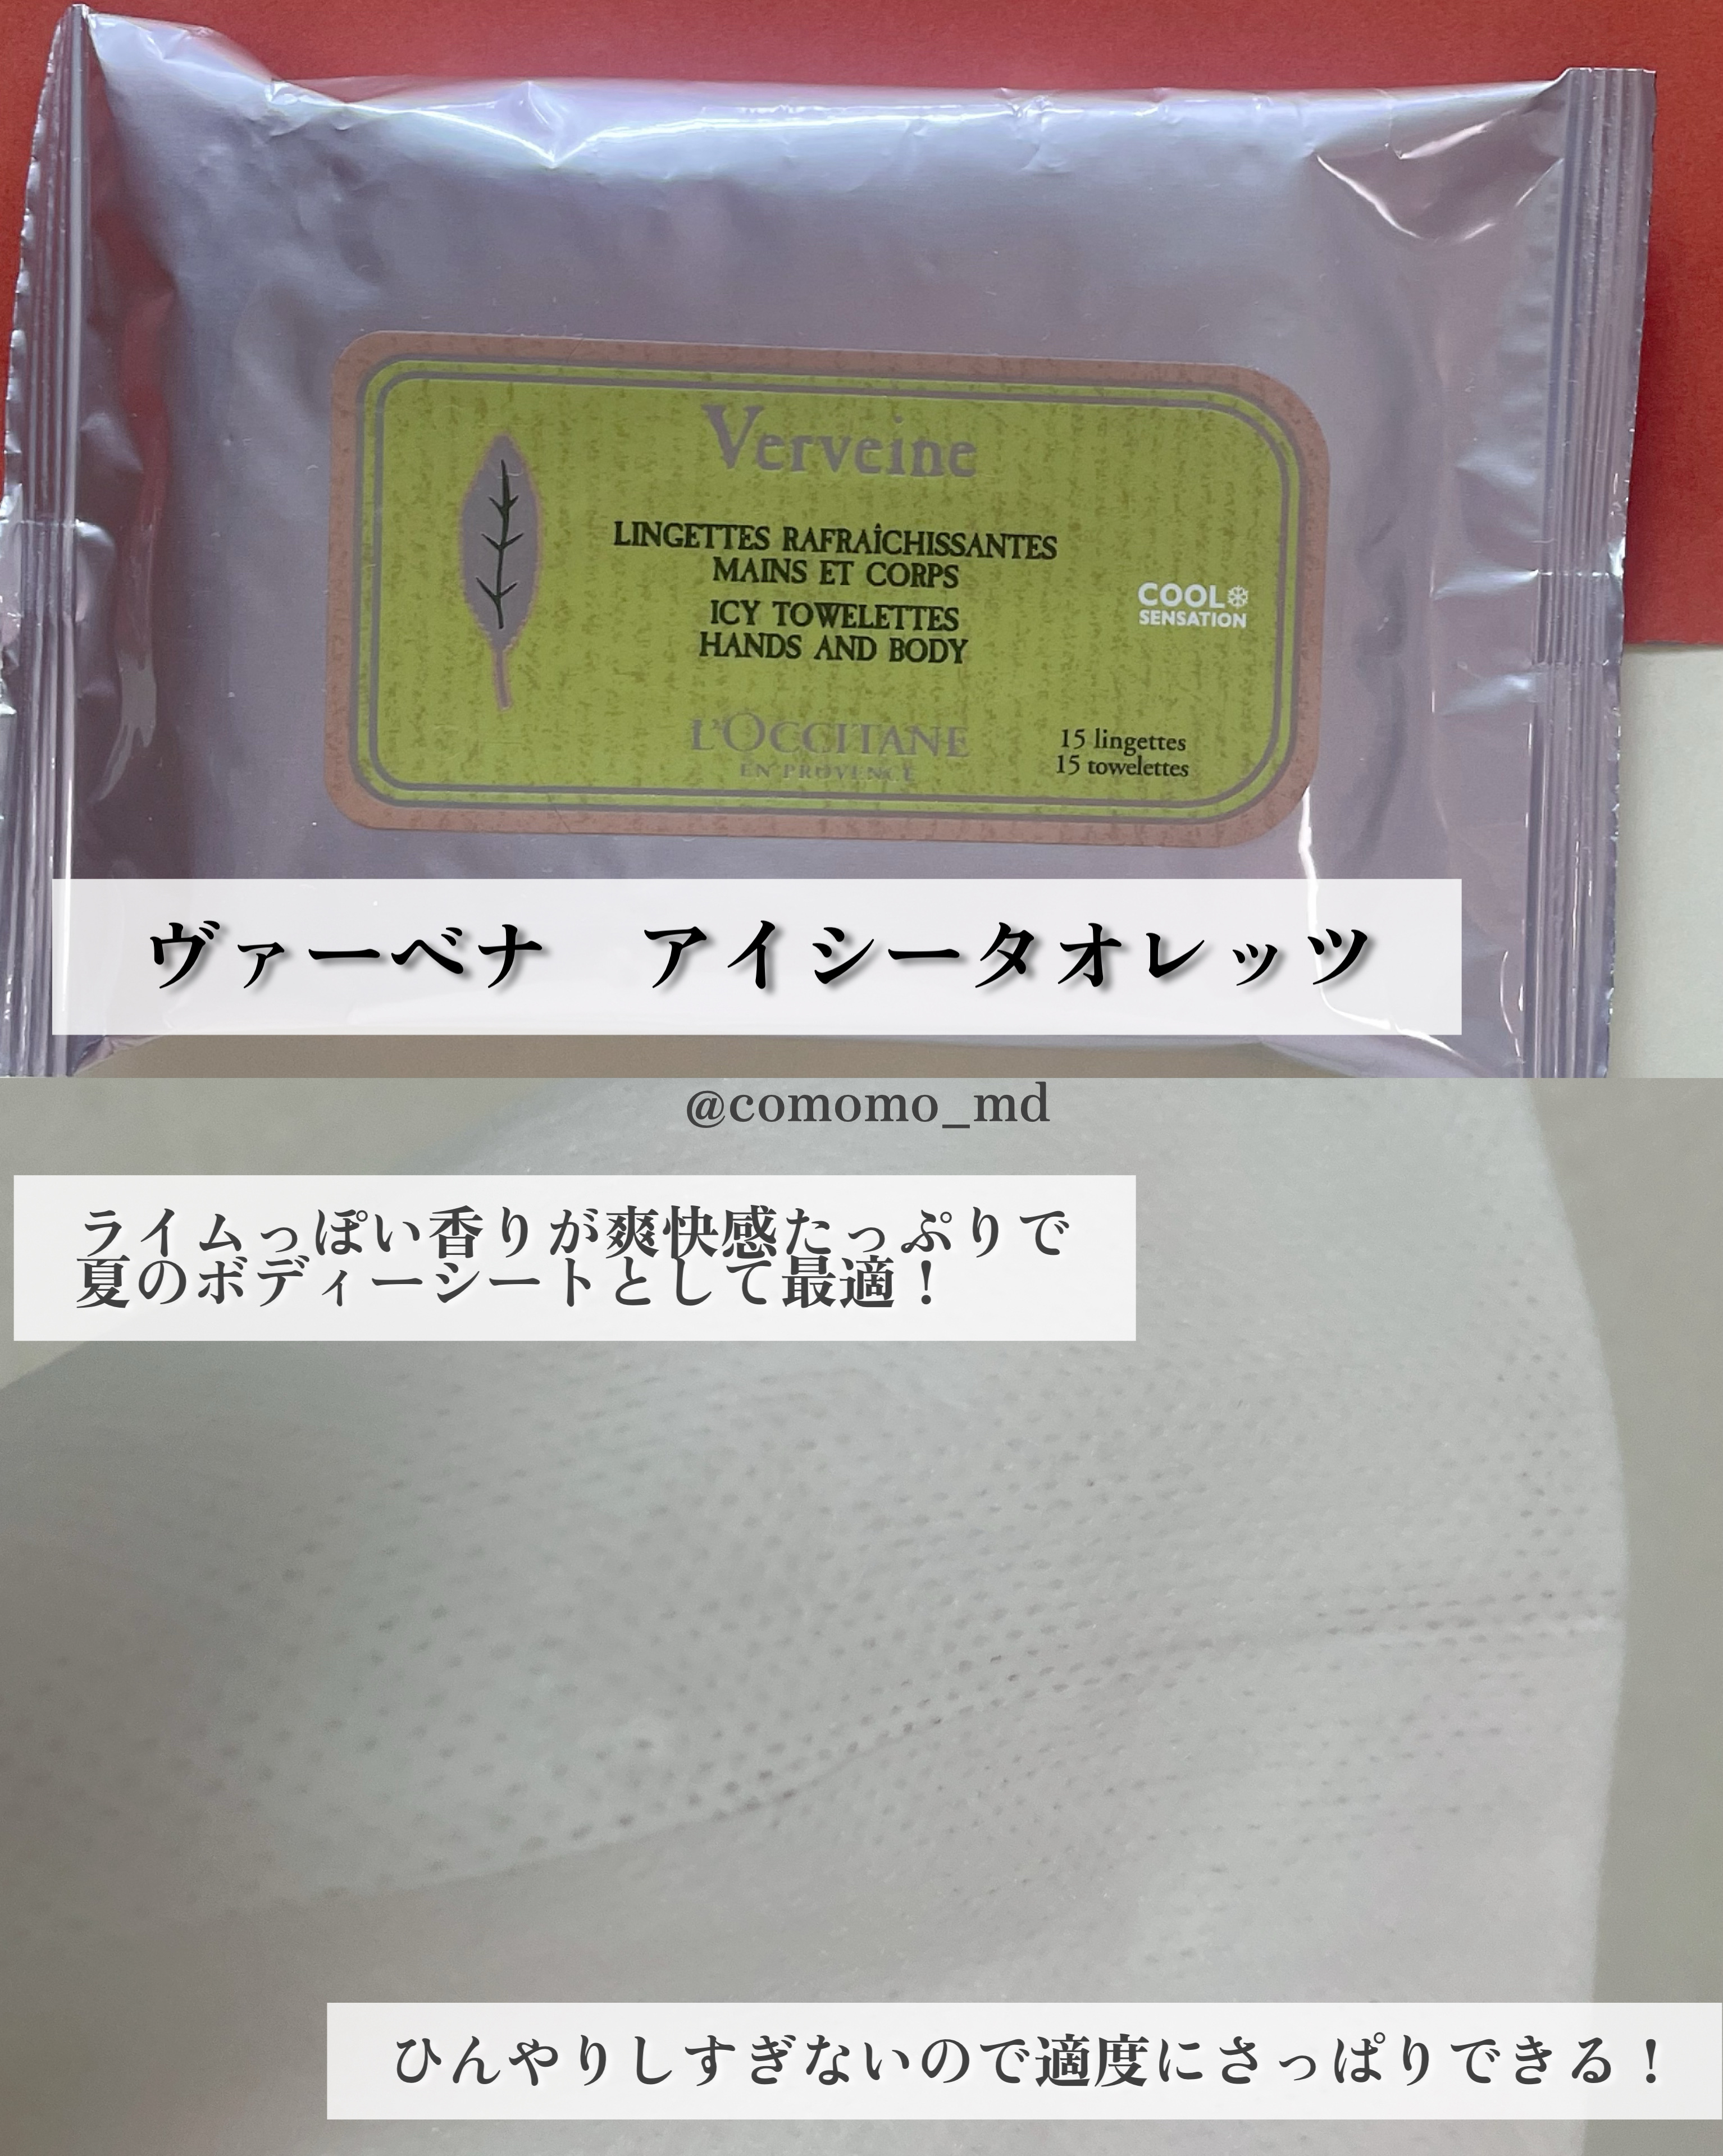 Verveine
LINGETTES RAFRAÎCHISSANTES
MAINS ET CORPS
ICY TOWELETTES
HANDS AND BODY
COOL
SENSATION
L'OCCITANE
EN PROVENCE
15 lingettes
15 towelettes
ヴァーベナ　アイシータオレッツ
@comomo_md
ライムっぽい香りが爽快感たっぷりで
夏のボディーシートとして最適！
ひんやりしすぎないので適度にさっぱりできる！